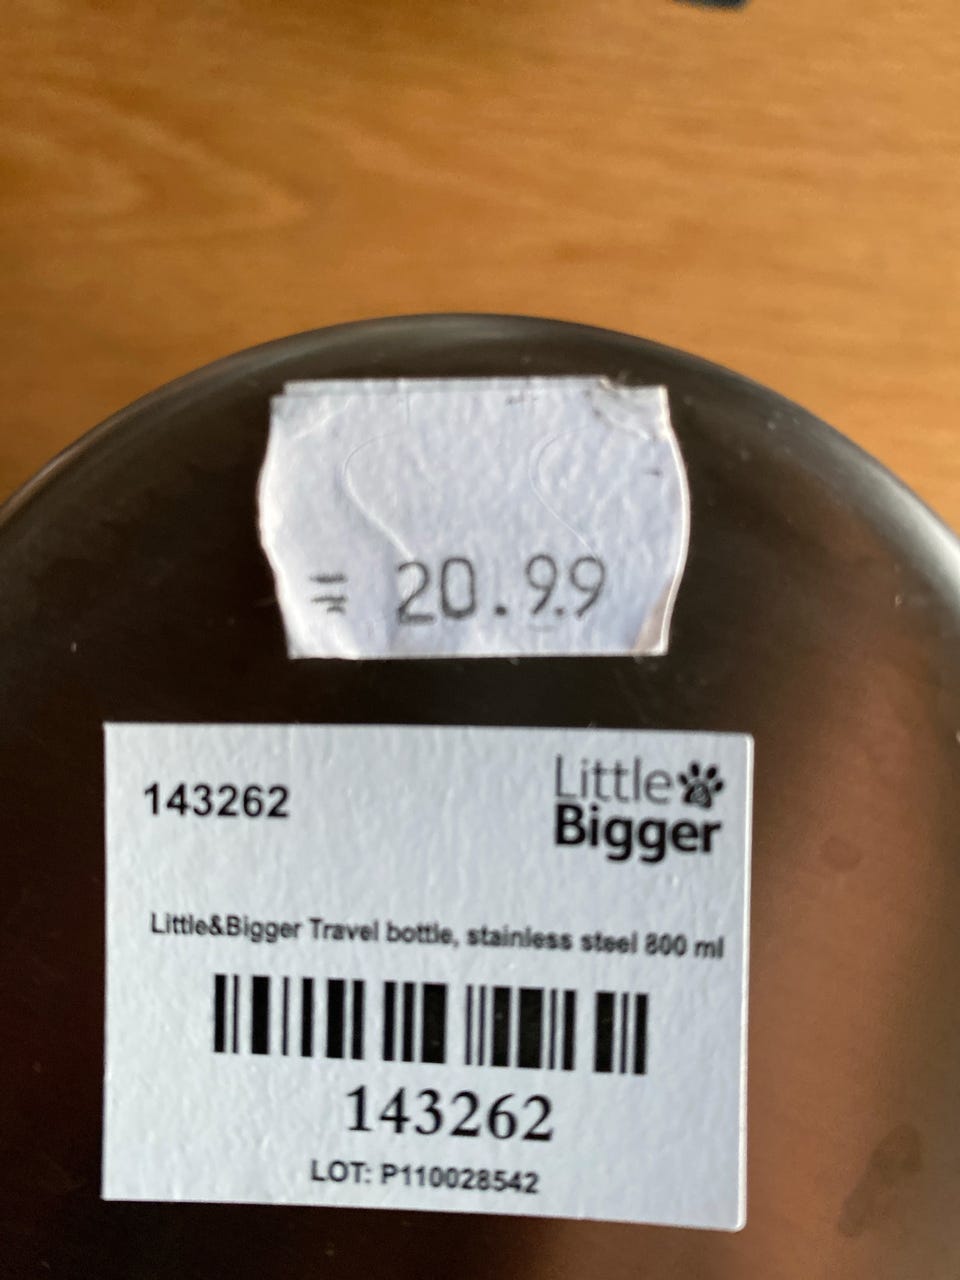 = 20.99
143262
Little&
Bigger
Little&Bigger Travel bottle, stainless steel 800 ml
143262
LOT: P110028542